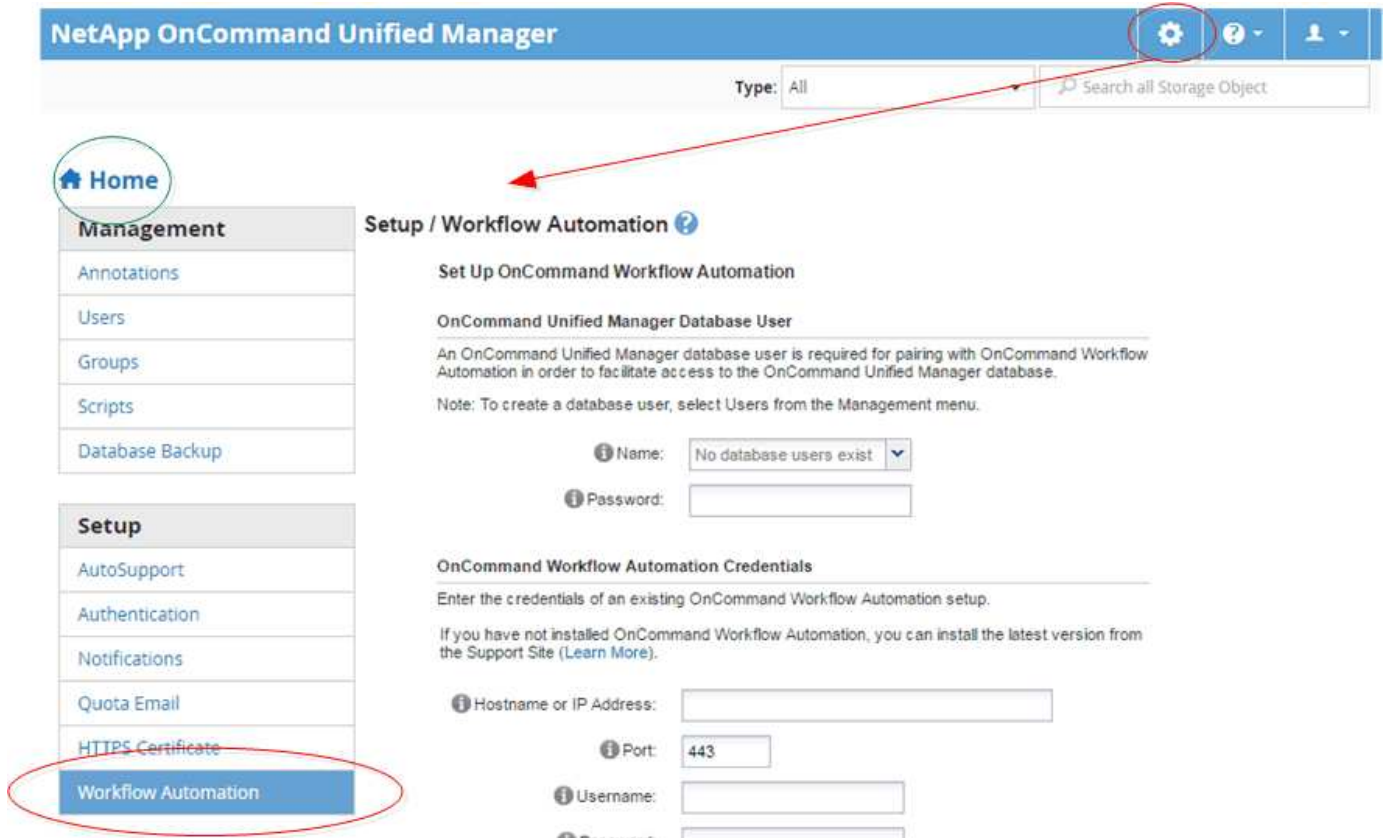 NetApp OnCommand Unified Manager
Type: All
Search all Storage Object
Home
Management
Annotations
Users
Groups
Scripts
Database Backup
Setup
AutoSupport
Authentication
Notifications
Quota Email
HTTPS Certificate
Workflow Automation
Setup / Workflow Automation
Set Up OnCommand Workflow Automation
OnCommand Unified Manager Database User
An OnCommand Unified Manager database user is required for pairing with OnCommand Workflow
Automation in order to facilitate access to the OnCommand Unified Manager database.
Note: To create a database user, select Users from the Management menu.
Name: No database users exist
Password:
OnCommand Workflow Automation Credentials
Enter the credentials of an existing OnCommand Workflow Automation setup.
If you have not installed OnCommand Workflow Automation, you can install the latest version from
the Support Site (Learn More).
Hostname or IP Address:
Port: 443
Username: